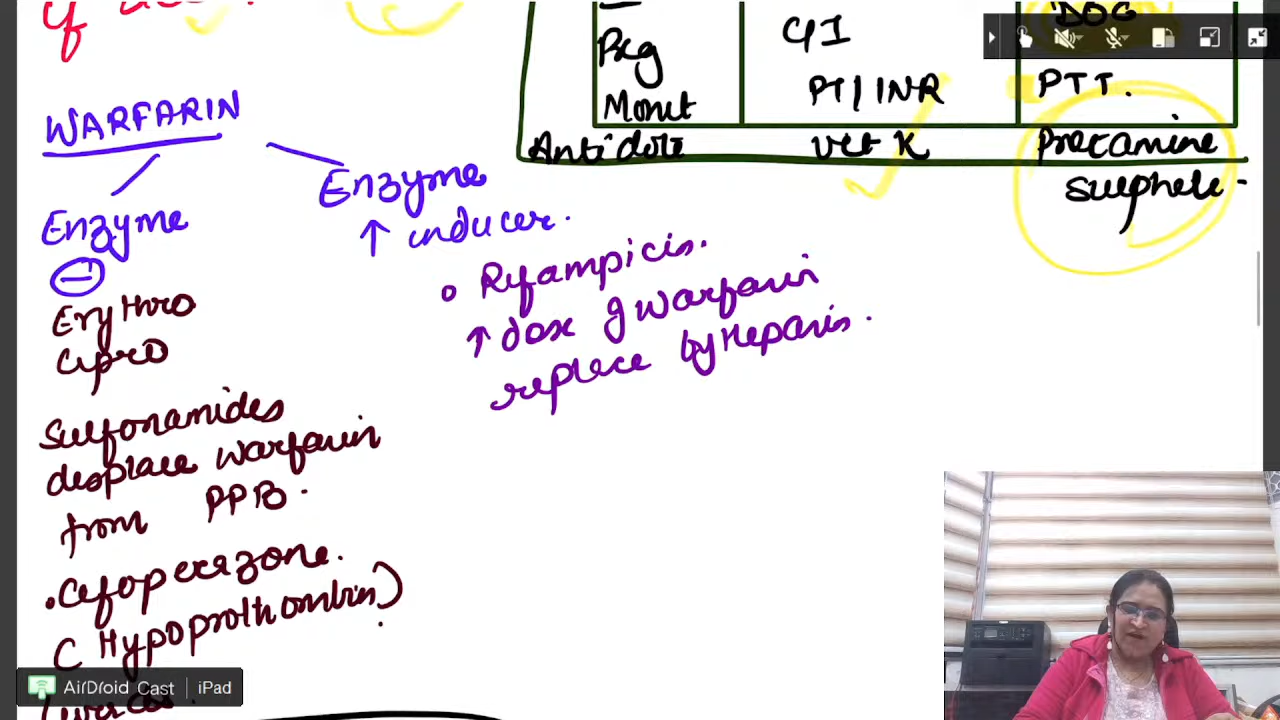 DOG
Preg CI
Monit PT/INR PTT.
Antidote vit K Protamine
Sulphate
WARFARIN
Enzyme
Enzyme
↑ inducer.
Erythro
Cipro
• Rifampicin.
↑ dose of Warfarin
replace by Heparin.
Sulfonamides
displace Warfarin
from PPB.
• Cefoperazone.
( Hypoprothombin)
AirDroid Cast | iPad